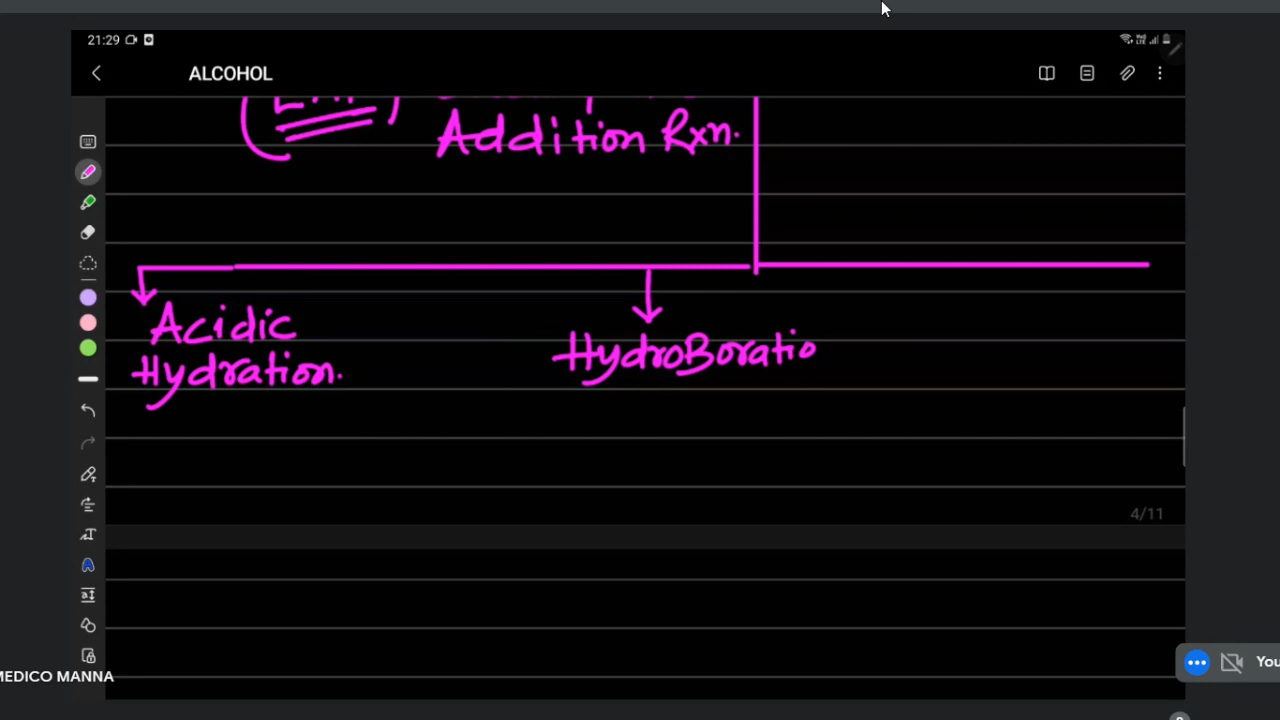 21:29
ALCOHOL
Addition Rxn.
Acidic
Hydration.
HydroBoratio
4/11
MEDICO MANNA
You